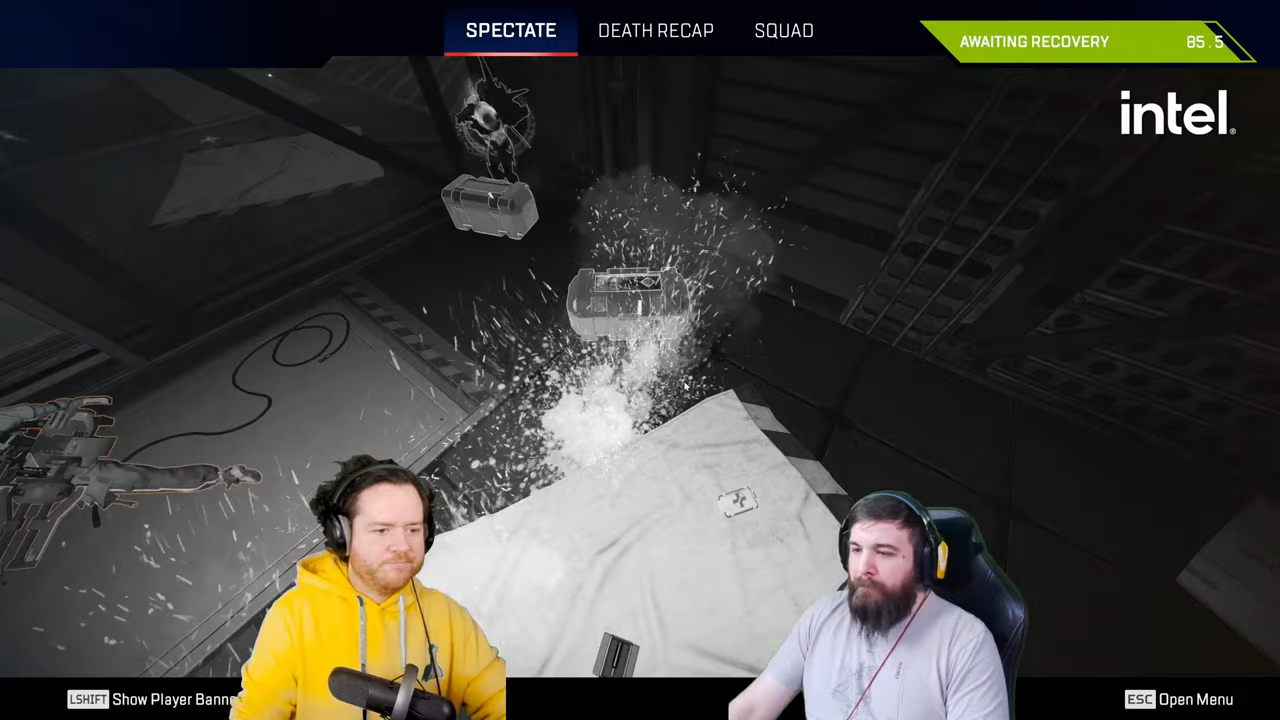 SPECTATE
DEATH RECAP
SQUAD
AWAITING RECOVERY
85.5
intel
LSHIFT Show Player Banne
ESC Open Menu